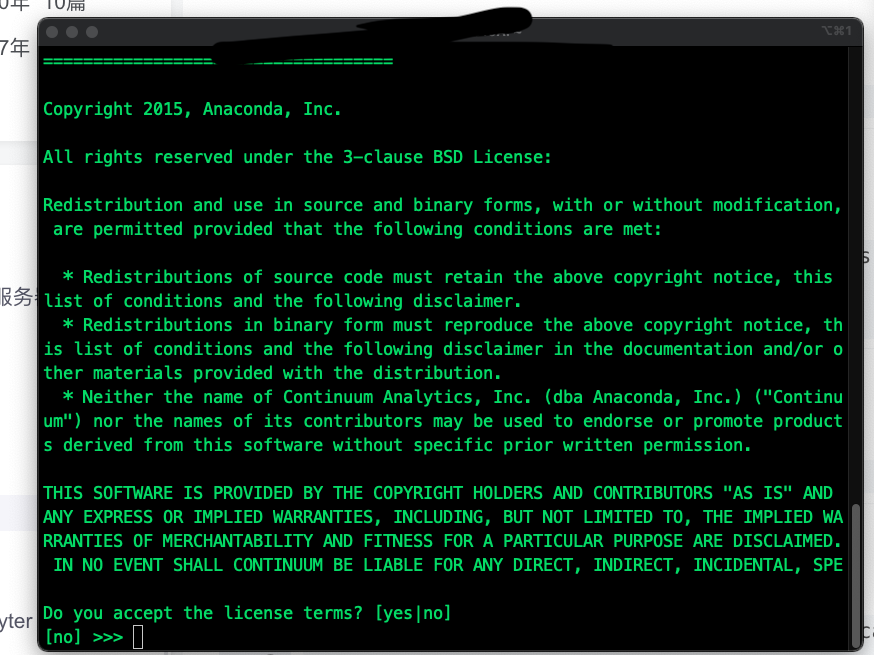 0年 10篇
7年
⌥⌘1
===================================
Copyright 2015, Anaconda, Inc.
All rights reserved under the 3-clause BSD License:
Redistribution and use in source and binary forms, with or without modification,
 are permitted provided that the following conditions are met:
  * Redistributions of source code must retain the above copyright notice, this
list of conditions and the following disclaimer.
  * Redistributions in binary form must reproduce the above copyright notice, th
is list of conditions and the following disclaimer in the documentation and/or o
ther materials provided with the distribution.
  * Neither the name of Continuum Analytics, Inc. (dba Anaconda, Inc.) ("Continu
um") nor the names of its contributors may be used to endorse or promote product
s derived from this software without specific prior written permission.
THIS SOFTWARE IS PROVIDED BY THE COPYRIGHT HOLDERS AND CONTRIBUTORS "AS IS" AND
ANY EXPRESS OR IMPLIED WARRANTIES, INCLUDING, BUT NOT LIMITED TO, THE IMPLIED WA
RRANTIES OF MERCHANTABILITY AND FITNESS FOR A PARTICULAR PURPOSE ARE DISCLAIMED.
 IN NO EVENT SHALL CONTINUUM BE LIABLE FOR ANY DIRECT, INDIRECT, INCIDENTAL, SPE
Do you accept the license terms? [yes|no]
[no] >>>
服务
yter
s
ca